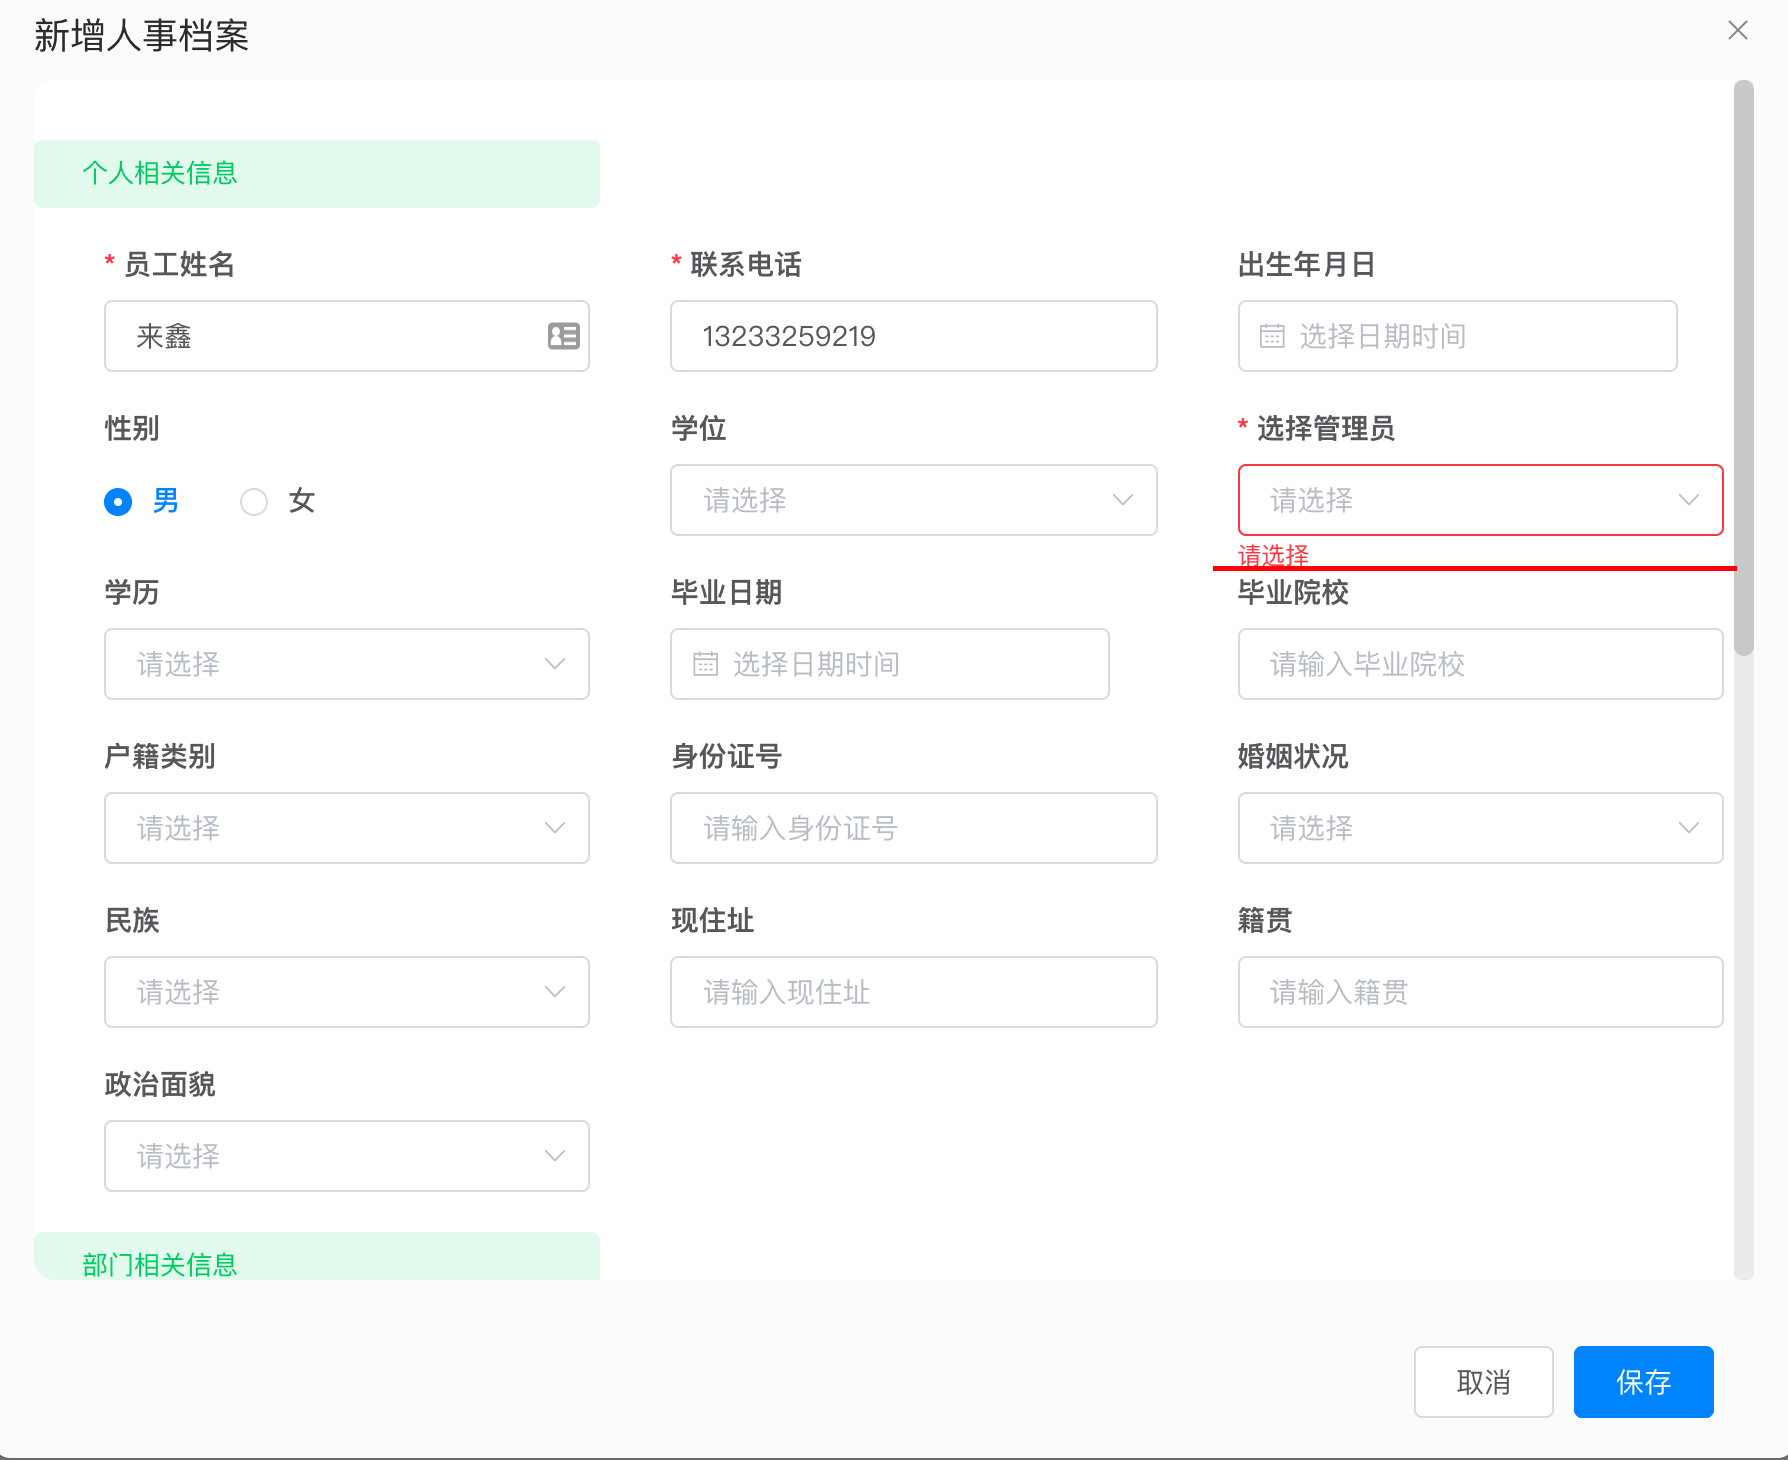 新增人事档案
个人相关信息
* 员工姓名
* 联系电话
出生年月日
来鑫
13233259219
选择日期时间
性别
学位
* 选择管理员
男
女
请选择
请选择
请选择
学历
毕业日期
毕业院校
请选择
选择日期时间
请输入毕业院校
户籍类别
身份证号
婚姻状况
请选择
请输入身份证号
请选择
民族
现住址
籍贯
请选择
请输入现住址
请输入籍贯
政治面貌
请选择
部门相关信息
取消
保存